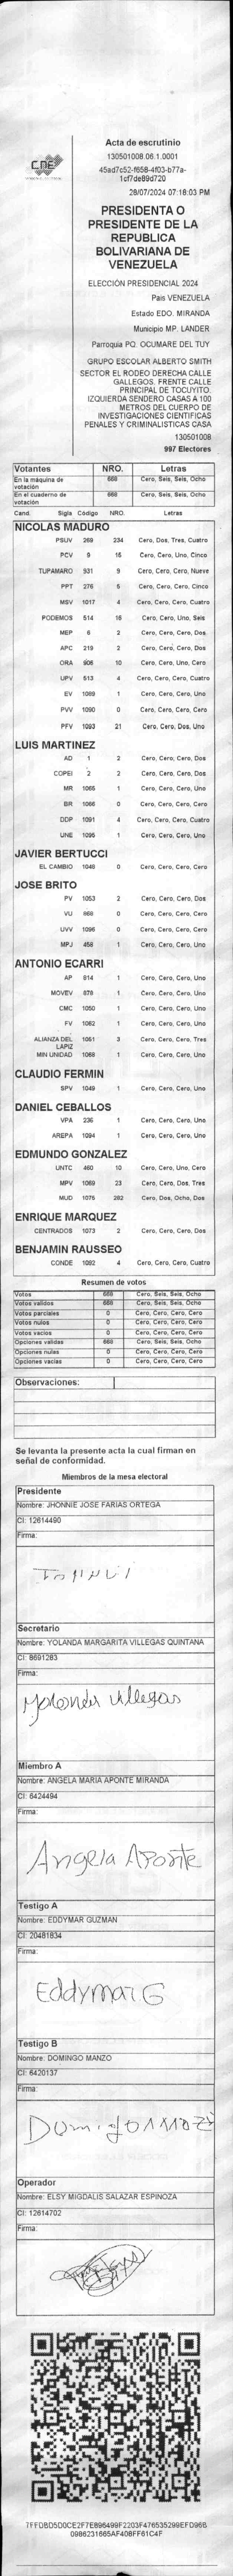 CNE
Acta de escrutinio
130501008.06.1.0001
45ad7c52-f658-4f03-b77a-
1cf7de89d720
28/07/2024 07:16:03 PM
PRESIDENTA O
PRESIDENTE DE LA
REPUBLICA
BOLIVARIANA DE
VENEZUELA
ELECCIÓN PRESIDENCIAL 2024
Pais VENEZUELA
Estado EDO. MIRANDA
Municipio MP. LANDER
Parroquia PQ. OCUMARE DEL TUY
GRUPO ESCOLAR ALBERTO SMITH
SECTOR EL RODEO DERECHA CALLE
GALLEGOS. FRENTE CALLE
PRINCIPAL DE TOCUYITO.
IZQUIERDA SENDERO CASAS A 100
METROS DEL CUERPO DE
INVESTIGACIONES CIENTIFICAS
PENALES Y CRIMINALISTICAS CASA
130501008
997 Electores
Votantes NRO. Letras
En la máquina de votación 668 Cero, Seis, Seis, Ocho
En el cuaderno de votación 668 Cero, Seis, Seis, Ocho
Cand. Sigla Código NRO. Letras
NICOLAS MADURO
PSUV 269 234 Cero, Dos, Tres, Cuatro
PCV 9 15 Cero, Cero, Uno, Cinco
TUPAMARO 931 9 Cero, Cero, Cero, Nueve
PPT 276 5 Cero, Cero, Cero, Cinco
MSV 1017 4 Cero, Cero, Cero, Cuatro
PODEMOS 514 16 Cero, Cero, Uno, Seis
MEP 6 2 Cero, Cero, Cero, Dos
APC 219 2 Cero, Cero, Cero, Dos
ORA 906 10 Cero, Cero, Uno, Cero
UPV 513 4 Cero, Cero, Cero, Cuatro
EV 1089 1 Cero, Cero, Cero, Uno
PVV 1090 0 Cero, Cero, Cero, Cero
PFV 1093 21 Cero, Cero, Dos, Uno
LUIS MARTINEZ
AD 1 2 Cero, Cero, Cero, Dos
COPEI 2 2 Cero, Cero, Cero, Dos
MR 1065 1 Cero, Cero, Cero, Uno
BR 1066 0 Cero, Cero, Cero, Cero
DDP 1091 4 Cero, Cero, Cero, Cuatro
UNE 1095 1 Cero, Cero, Cero, Uno
JAVIER BERTUCCI
EL CAMBIO 1046 0 Cero, Cero, Cero, Cero
JOSE BRITO
PV 1053 2 Cero, Cero, Cero, Dos
VU 868 0 Cero, Cero, Cero, Cero
UVV 1096 0 Cero, Cero, Cero, Cero
MPJ 458 1 Cero, Cero, Cero, Uno
ANTONIO ECARRI
AP 814 1 Cero, Cero, Cero, Uno
MOVEV 978 1 Cero, Cero, Cero, Uno
CMC 1050 1 Cero, Cero, Cero, Uno
FV 1062 1 Cero, Cero, Cero, Uno
ALIANZA DEL LAPIZ 1051 3 Cero, Cero, Cero, Tres
MIN UNIDAD 1068 1 Cero, Cero, Cero, Uno
CLAUDIO FERMIN
SPV 1049 1 Cero, Cero, Cero, Uno
DANIEL CEBALLOS
VPA 236 1 Cero, Cero, Cero, Uno
AREPA 1094 1 Cero, Cero, Cero, Uno
EDMUNDO GONZALEZ
UNTC 460 10 Cero, Cero, Uno, Cero
MPV 1069 23 Cero, Cero, Dos, Tres
MUD 1076 282 Cero, Dos, Ocho, Dos
ENRIQUE MARQUEZ
CENTRADOS 1073 2 Cero, Cero, Cero, Dos
BENJAMIN RAUSSEO
CONDE 1092 4 Cero, Cero, Cero, Cuatro
Resumen de votos
Votos 668 Cero, Seis, Seis, Ocho
Votos validos 668 Cero, Seis, Seis, Ocho
Votos parciales 0 Cero, Cero, Cero, Cero
Votos nulos 0 Cero, Cero, Cero, Cero
Votos vacios 0 Cero, Cero, Cero, Cero
Opciones validas 668 Cero, Seis, Seis, Ocho
Opciones nulas 0 Cero, Cero, Cero, Cero
Opciones vacias 0 Cero, Cero, Cero, Cero
Observaciones:
Se levanta la presente acta la cual firman en
señal de conformidad.
Miembros de la mesa electoral
Presidente
Nombre: JHONNIE JOSE FARIAS ORTEGA
CI: 12614490
Firma:
Secretario
Nombre: YOLANDA MARGARITA VILLEGAS QUINTANA
CI: 8691283
Firma:
Yolanda Villegas
Miembro A
Nombre: ANGELA MARIA APONTE MIRANDA
CI: 6424494
Firma:
Angela Aponte
Testigo A
Nombre: EDDYMAR GUZMAN
CI: 20481834
Firma:
Eddymar G
Testigo B
Nombre: DOMINGO MANZO
CI: 6420137
Firma:
Domingo Manzo
Operador
Nombre: ELSY MIGDALIS SALAZAR ESPINOZA
CI: 12614702
Firma:
7FFDBD5D0CE2F7E896499F2203F476535299EFD96B
0986231665AF408FF61C4F